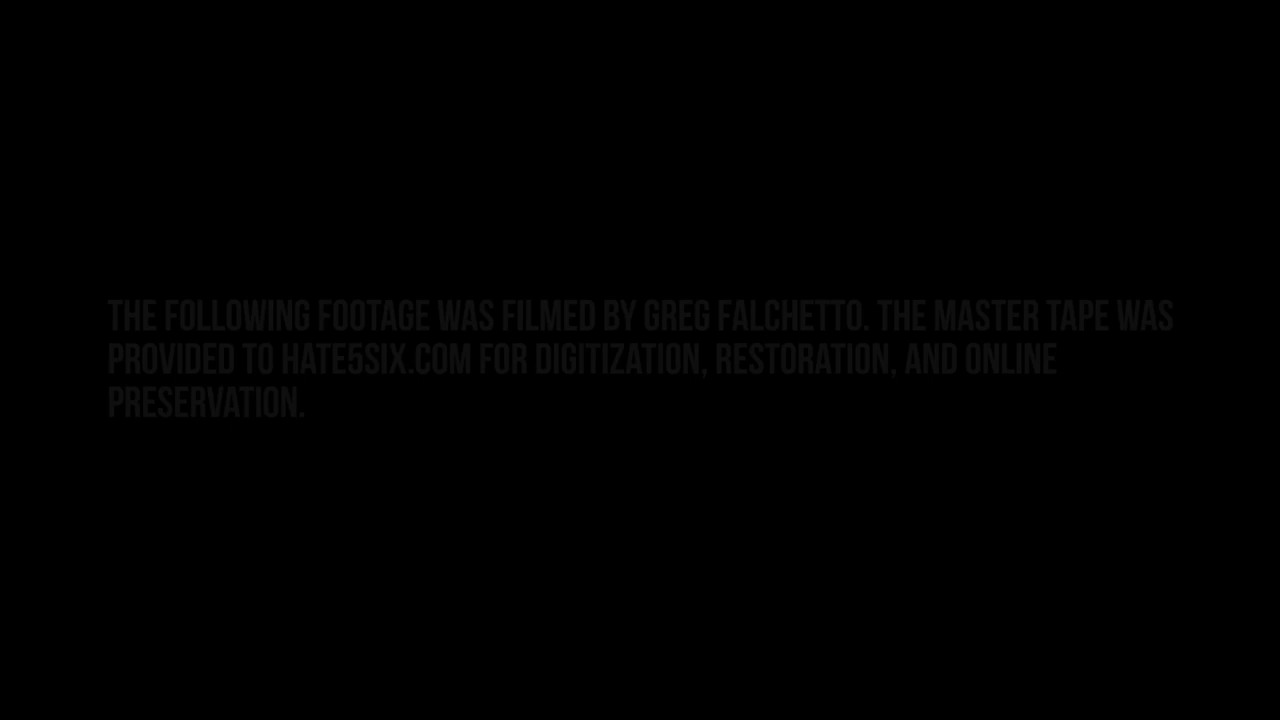 THE FOLLOWING FOOTAGE WAS FILMED BY GREG FALCHETTO. THE MASTER TAPE WAS
PROVIDED TO HATE5SIX.COM FOR DIGITIZATION, RESTORATION, AND ONLINE
PRESERVATION.